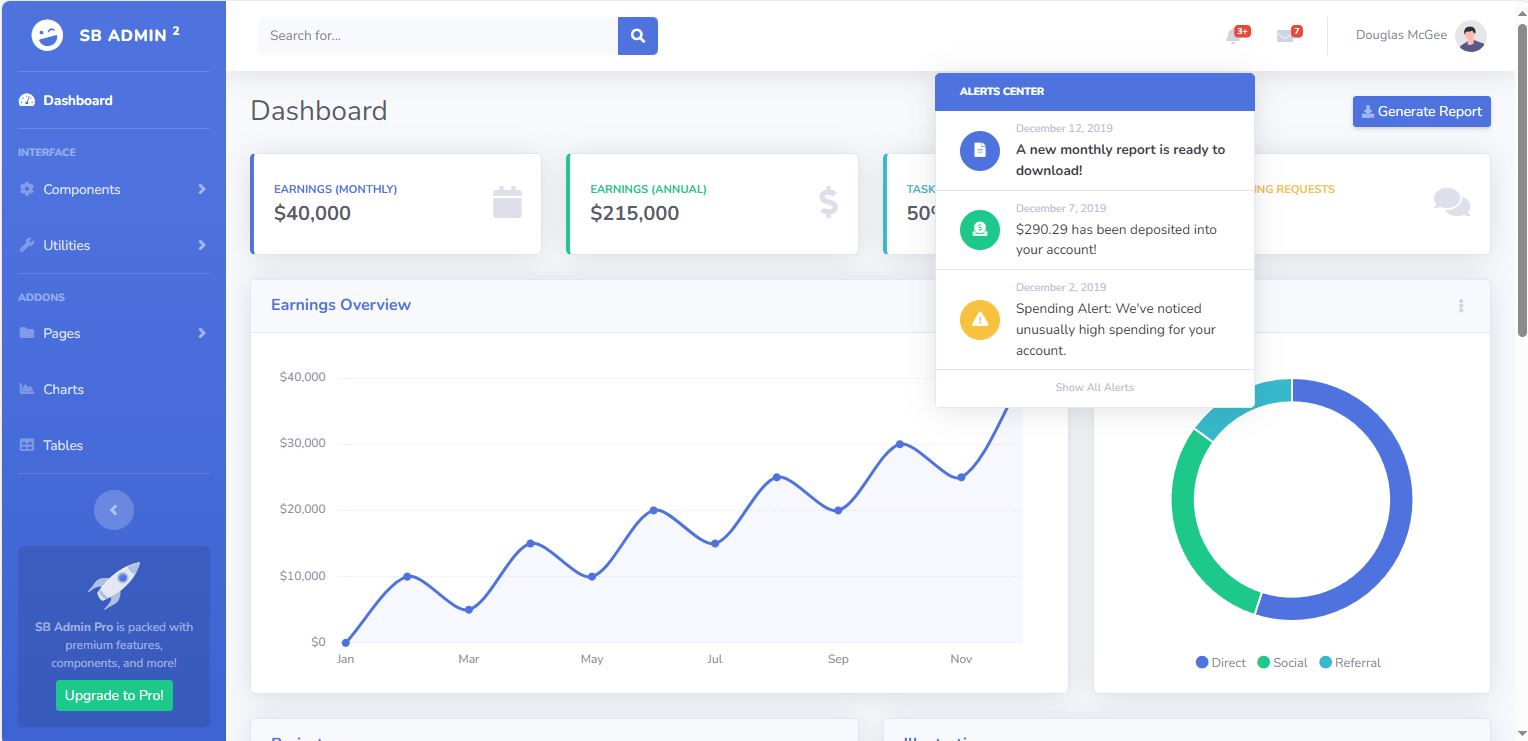 SB ADMIN 2
Dashboard
INTERFACE
Components
Utilities
ADDONS
Pages
Charts
Tables
SB Admin Pro is packed with
premium features,
components, and more!
Upgrade to Pro!
Search for...
3+
7
Douglas McGee
Dashboard
Generate Report
EARNINGS (MONTHLY)
$40,000
EARNINGS (ANNUAL)
$215,000
TASK
50
REQUESTS
ALERTS CENTER
December 12, 2019
A new monthly report is ready to
download!
December 7, 2019
$290.29 has been deposited into
your account!
December 2, 2019
Spending Alert: We've noticed
unusually high spending for your
account.
Show All Alerts
Earnings Overview
$40,000
$30,000
$20,000
$10,000
$0
Jan Mar May Jul Sep Nov
Direct Social Referral